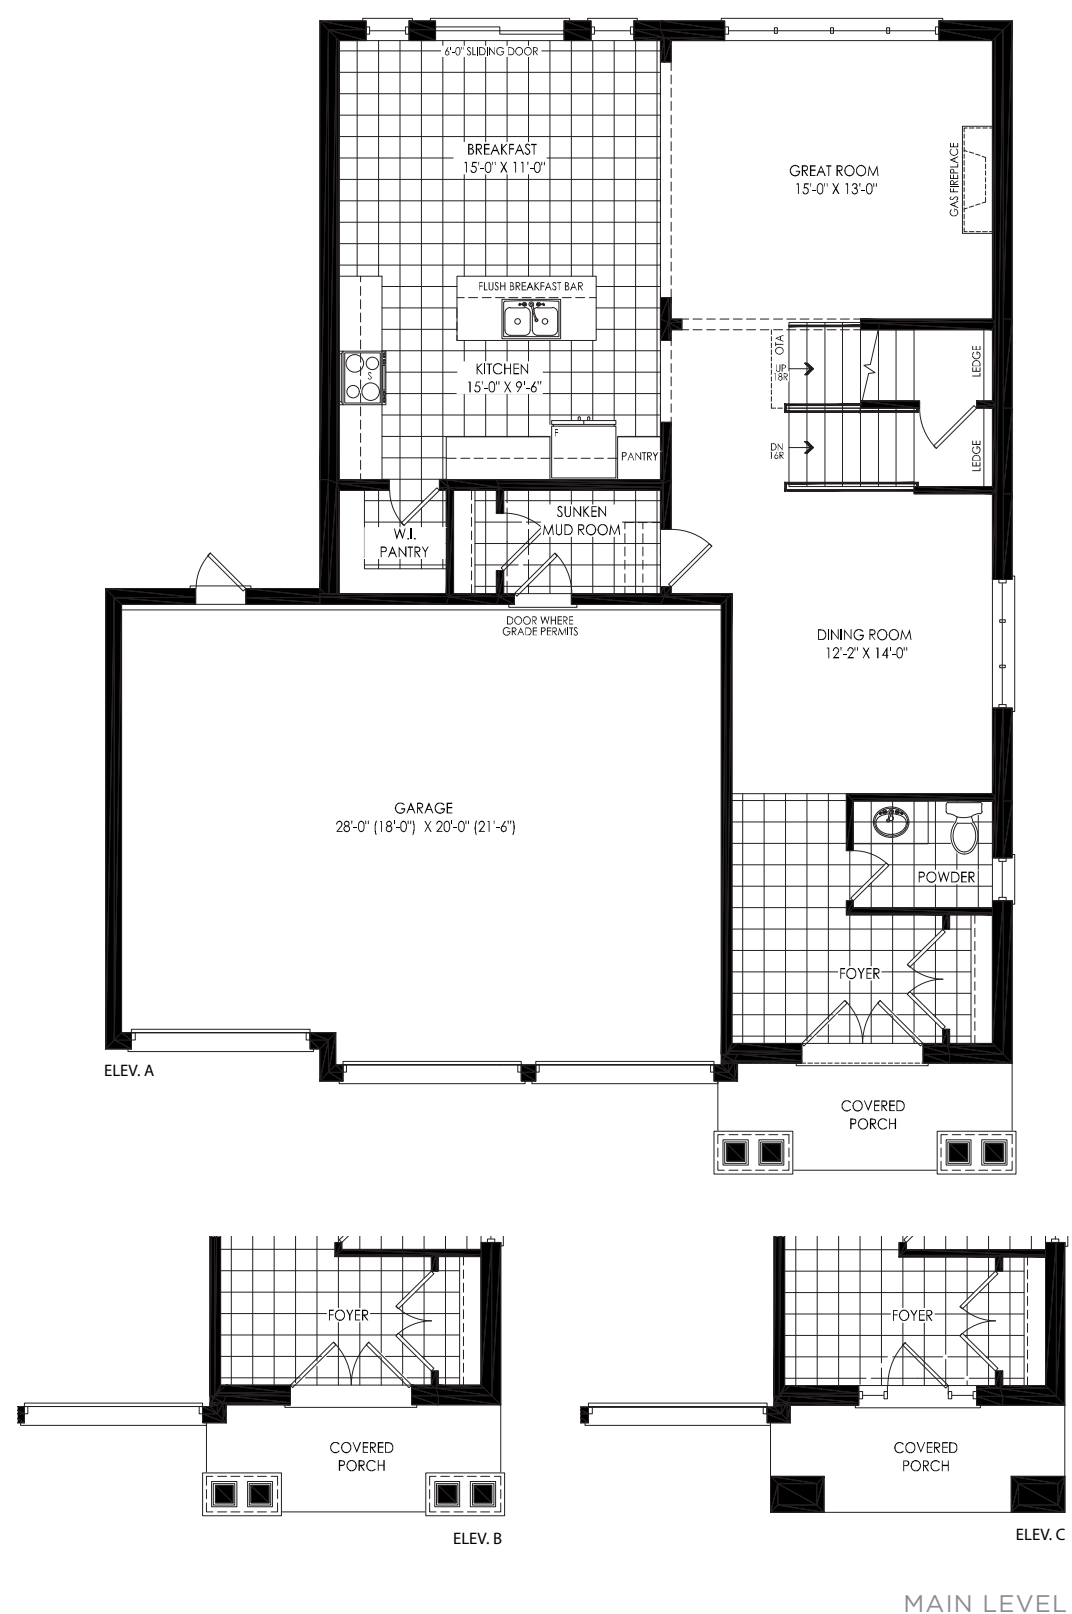 6'-0" SLIDING DOOR
BREAKFAST
15'-0" X 11'-0"
GREAT ROOM
15'-0" X 13'-0"
GAS FIREPLACE
FLUSH BREAKFAST BAR
KITCHEN
15'-0" X 9'-6"
S
F
PANTRY
OTA
UP
18R
LEDGE
DN
16R
LEDGE
W.I.
PANTRY
SUNKEN
MUD ROOM
DOOR WHERE
GRADE PERMITS
DINING ROOM
12'-2" X 14'-0"
GARAGE
28'-0" (18'-0") X 20'-0" (21'-6")
POWDER
FOYER
ELEV. A
COVERED
PORCH
FOYER
COVERED
PORCH
ELEV. B
FOYER
COVERED
PORCH
ELEV. C
MAIN LEVEL